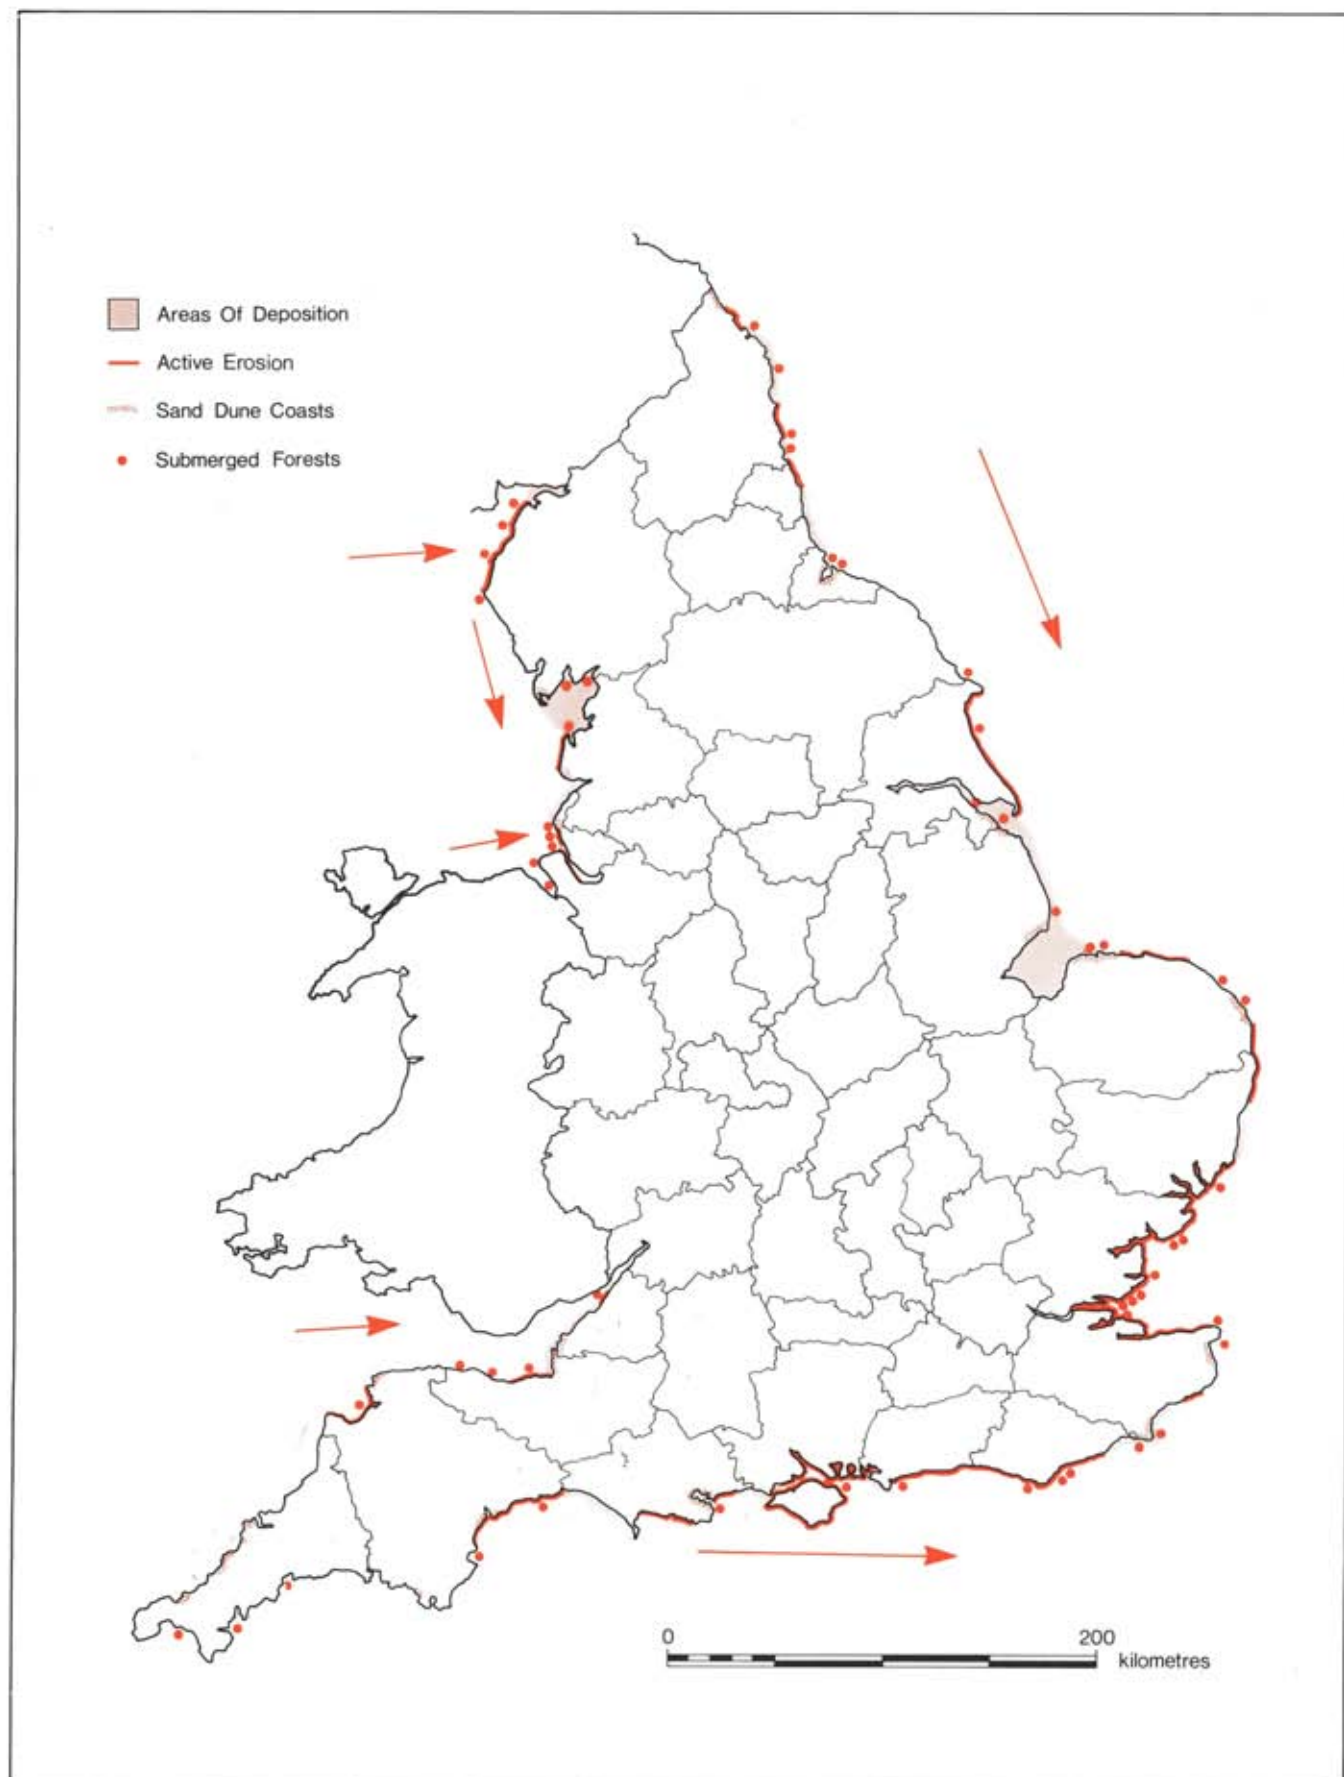 Areas Of Deposition
Active Erosion
Sand Dune Coasts
Submerged Forests
0 200
kilometres